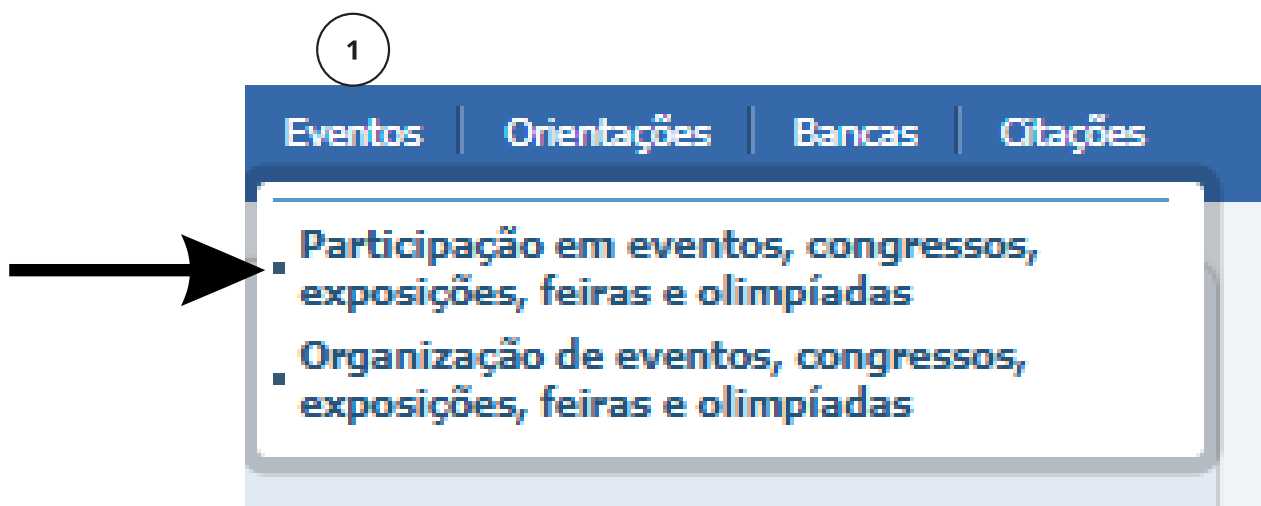 1
Eventos Orientações Bancas Citações
Participação em eventos, congressos,
exposições, feiras e olimpíadas
Organização de eventos, congressos,
exposições, feiras e olimpíadas